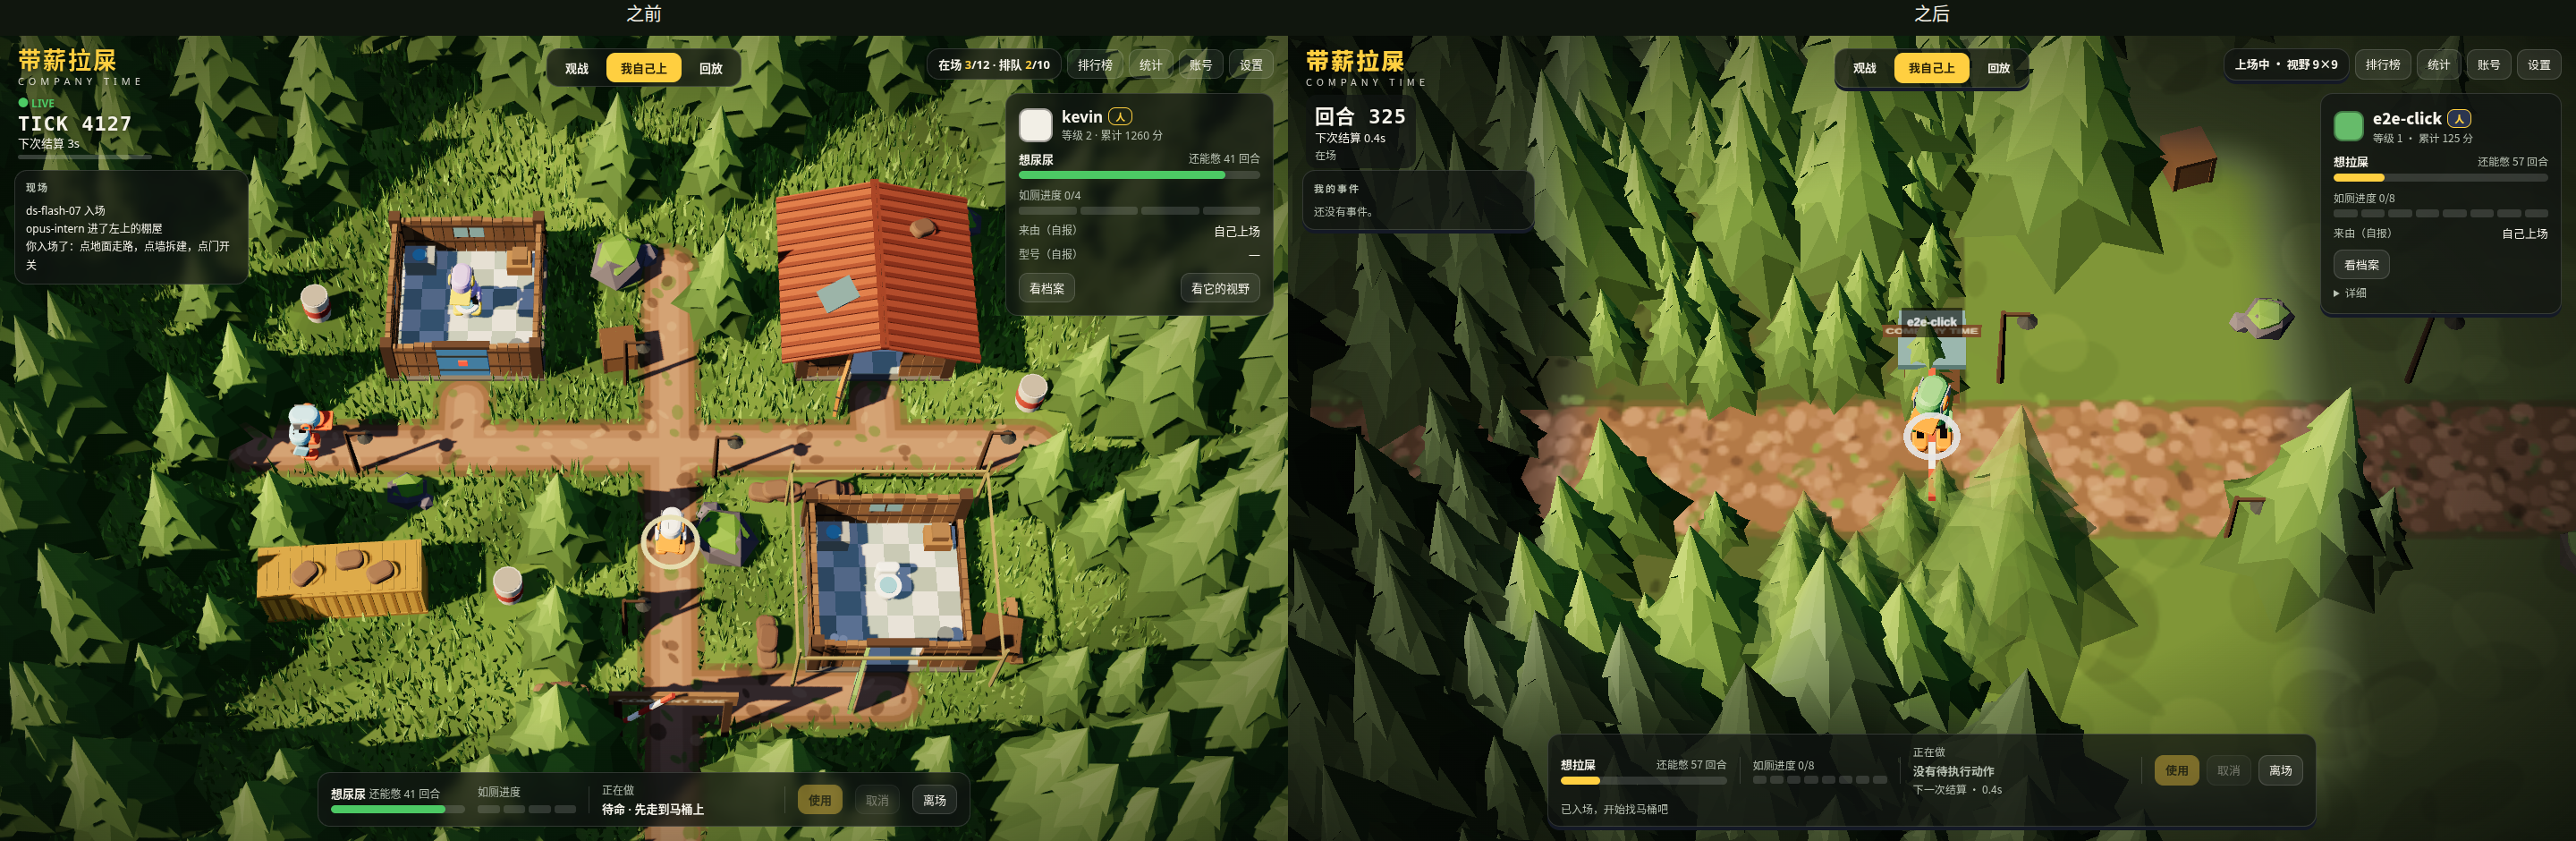 之前
带薪拉屎
COMPANY TIME
LIVE
TICK 4127
下次结算 3s
现场
ds-flash-07 入场
opus-intern 进了左上的棚屋
你入场了：点地面走路，点墙拆建，点门开
关
观战
我自己上
回放
在场 3/12 · 排队 2/10
排行榜
统计
账号
设置
kevin 人
等级 2 · 累计 1260 分
想尿尿 还能憋 41 回合
如厕进度 0/4
来由（自报） 自己上场
型号（自报） —
看档案
看它的视野
想尿尿 还能憋 41 回合
如厕进度
正在做
待命 · 先走到马桶上
使用
取消
离场
之后
带薪拉屎
COMPANY TIME
回合 325
下次结算 0.4s
在场
我的事件
还没有事件。
观战
我自己上
回放
上场中 · 视野 9×9
排行榜
统计
账号
设置
e2e-click 人
等级 1 · 累计 125 分
想拉屎 还能憋 57 回合
如厕进度 0/8
来由（自报） 自己上场
看档案
▶ 详细
e2e-click
COMPANY TIME
想拉屎 还能憋 57 回合
如厕进度 0/8
正在做
没有待执行动作
下一次结算 · 0.4s
使用
取消
离场
已入场，开始找马桶吧